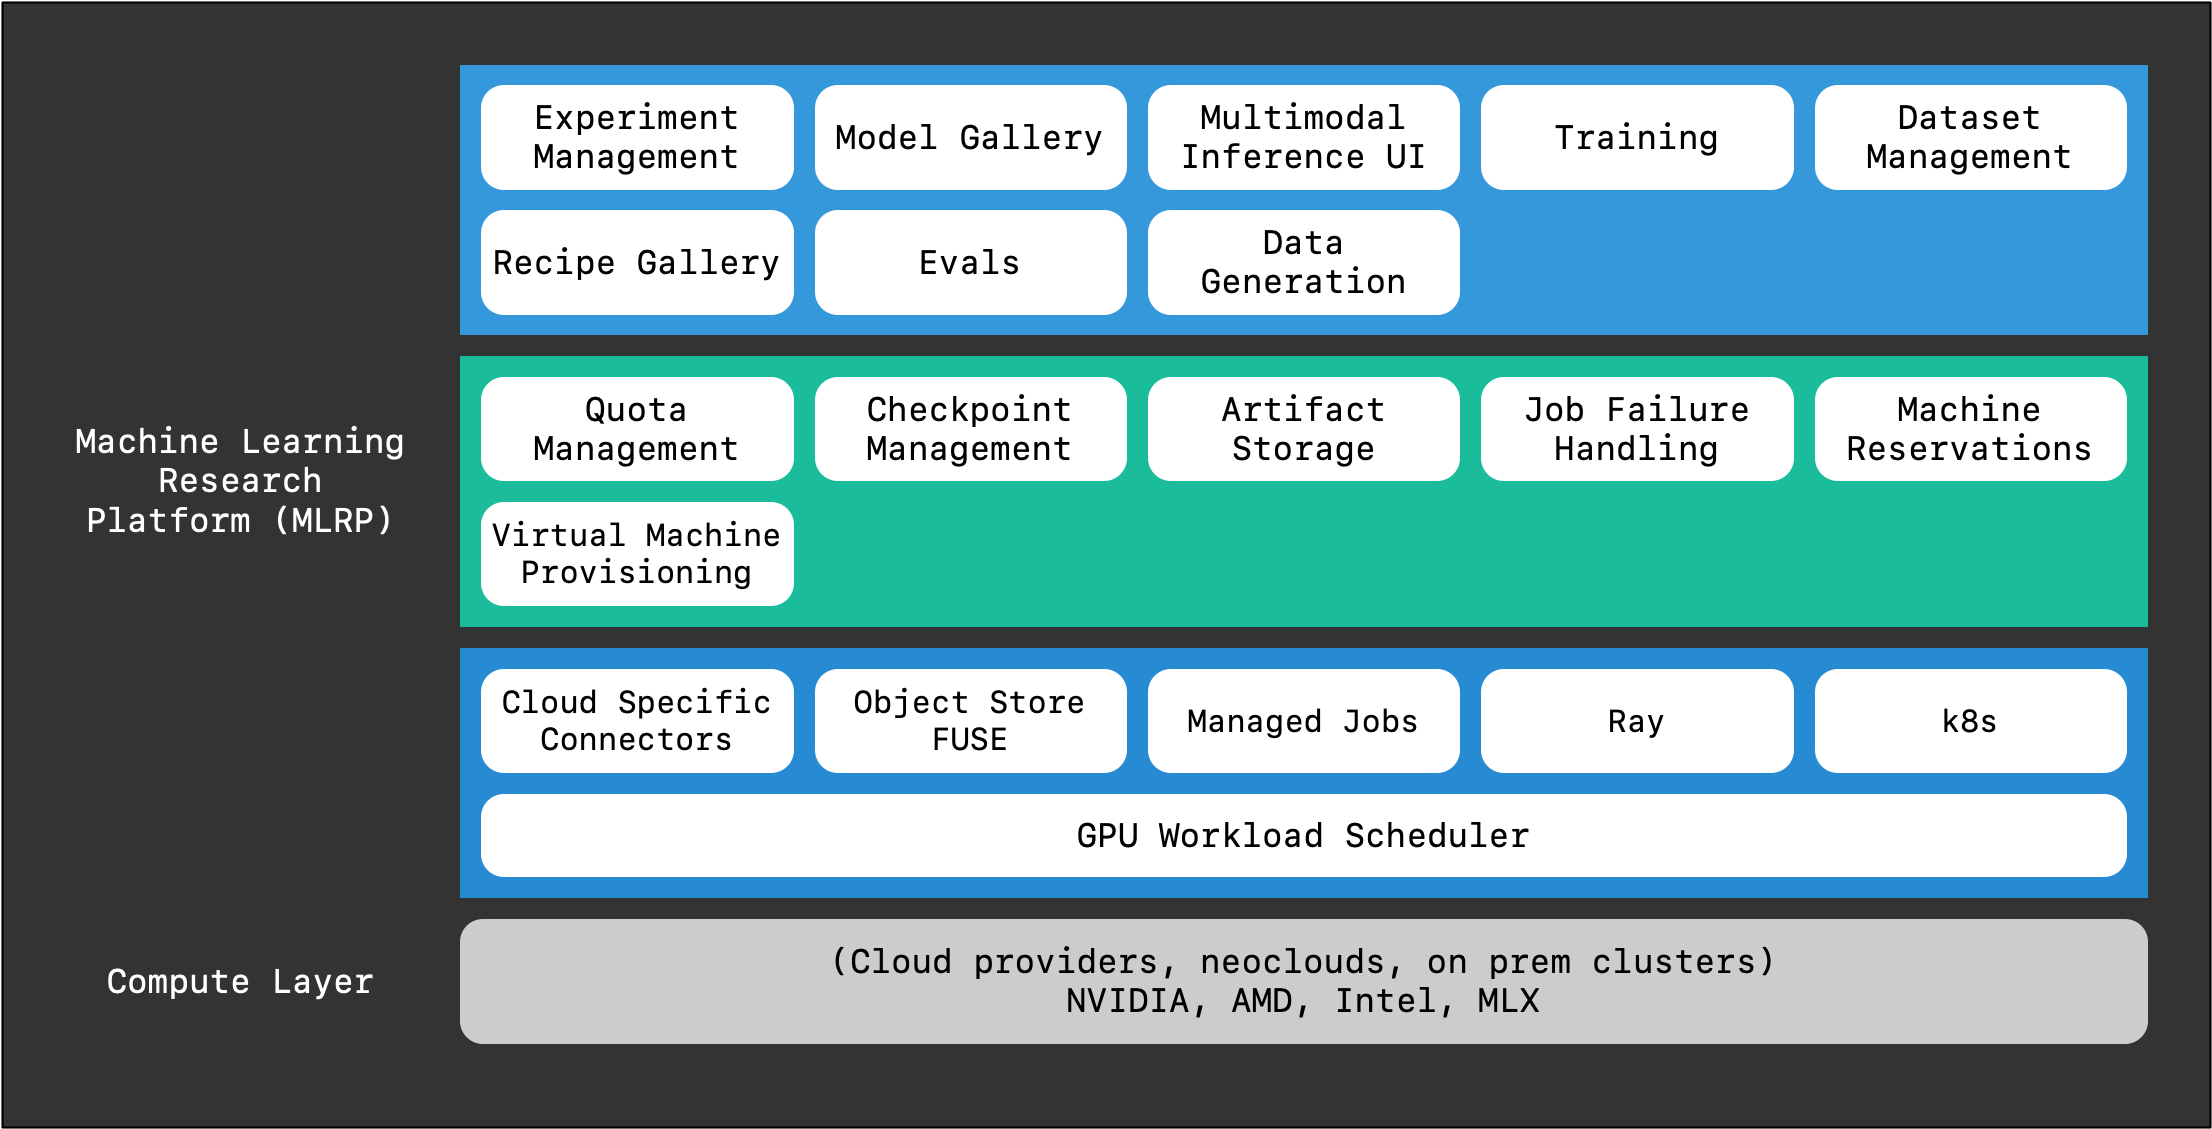 Experiment
Management
Model Gallery
Multimodal
Inference UI
Training
Dataset
Management
Recipe Gallery
Evals
Data
Generation
Machine Learning
Research
Platform (MLRP)
Quota
Management
Checkpoint
Management
Artifact
Storage
Job Failure
Handling
Machine
Reservations
Virtual Machine
Provisioning
Cloud Specific
Connectors
Object Store
FUSE
Managed Jobs
Ray
k8s
GPU Workload Scheduler
Compute Layer
(Cloud providers, neoclouds, on prem clusters)
NVIDIA, AMD, Intel, MLX